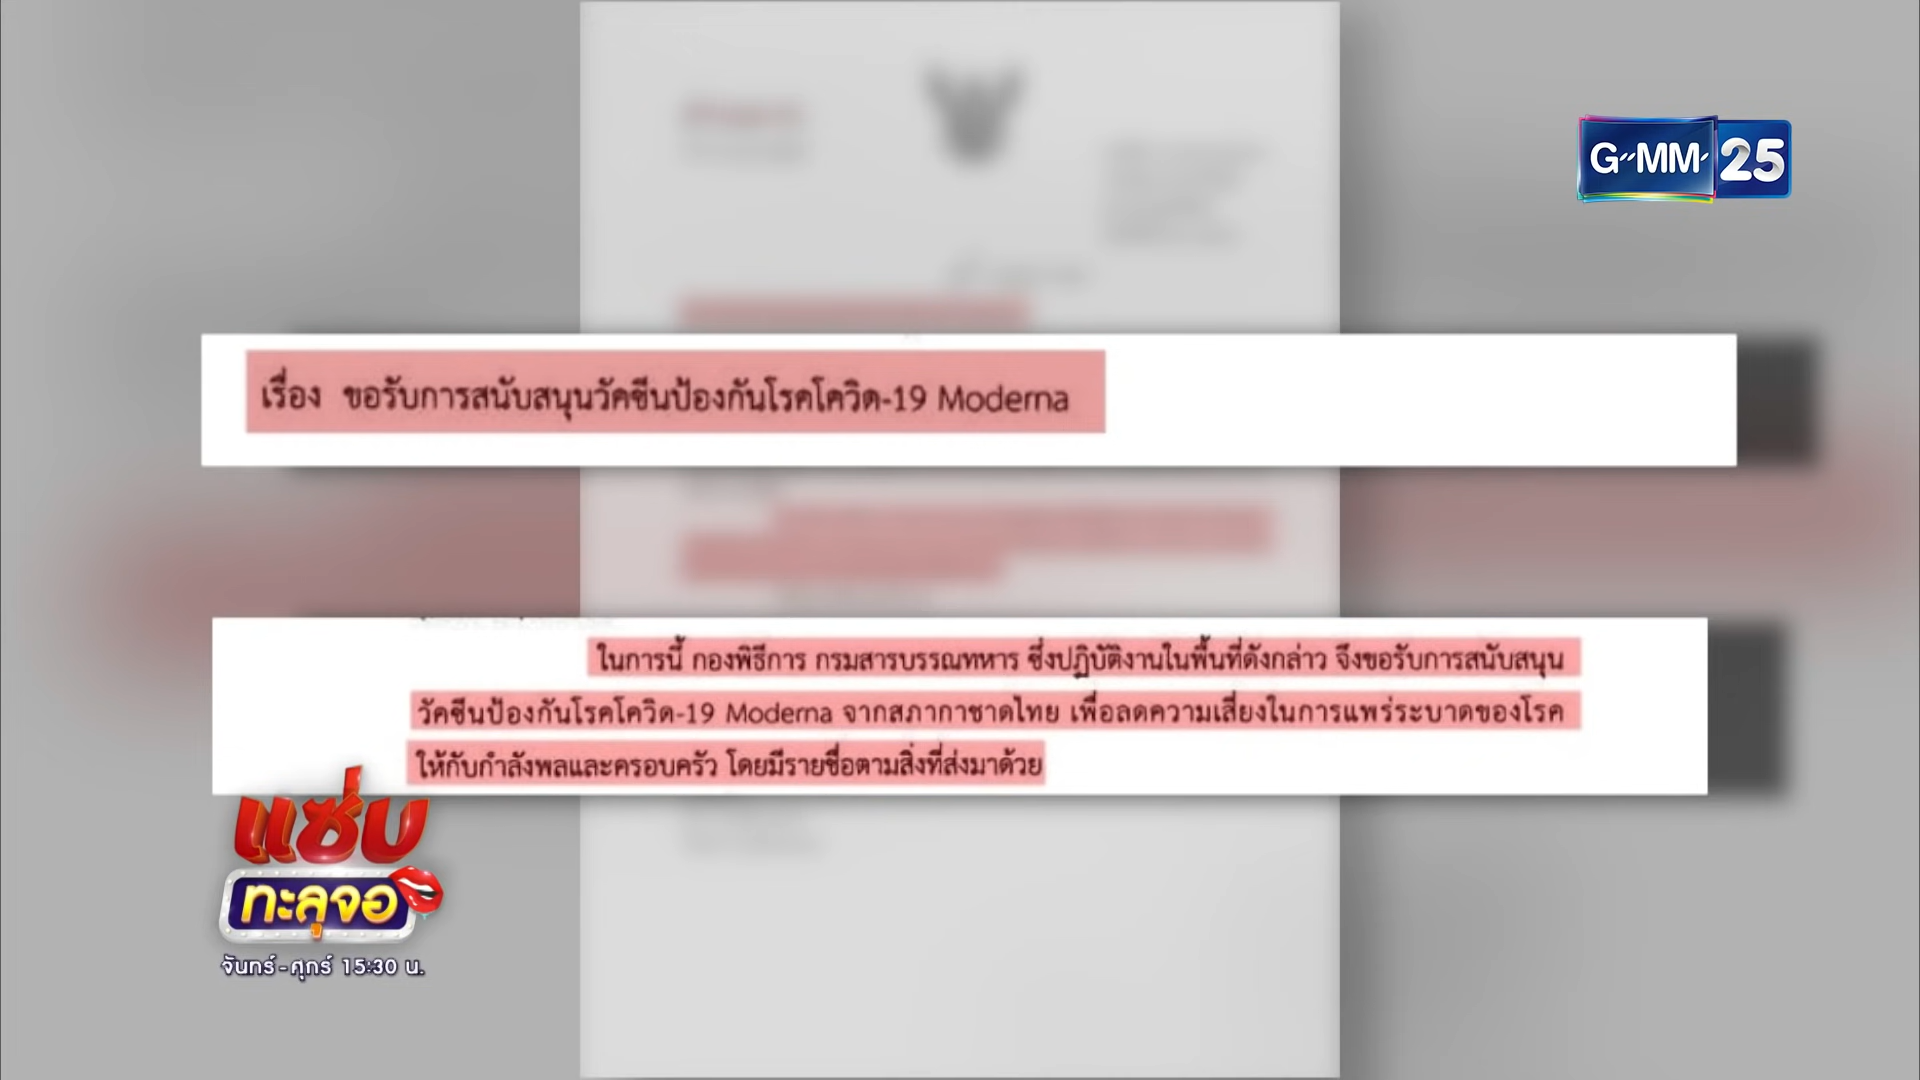 GMM 25
เรื่อง ขอรับการสนับสนุนวัคซีนป้องกันโรคโควิด-19 Moderna
ในการนี้ กองพิธีการ กรมสารบรรณทหาร ซึ่งปฏิบัติงานในพื้นที่ดังกล่าว จึงขอรับการสนับสนุน
วัคซีนป้องกันโรคโควิด-19 Moderna จากสภากาชาดไทย เพื่อลดความเสี่ยงในการแพร่ระบาดของโรค
ให้กับกำลังพลและครอบครัว โดยมีรายชื่อตามสิ่งที่ส่งมาด้วย
แซ่บ
ทะลุจอ
จันทร์-ศุกร์ 15:30 น.